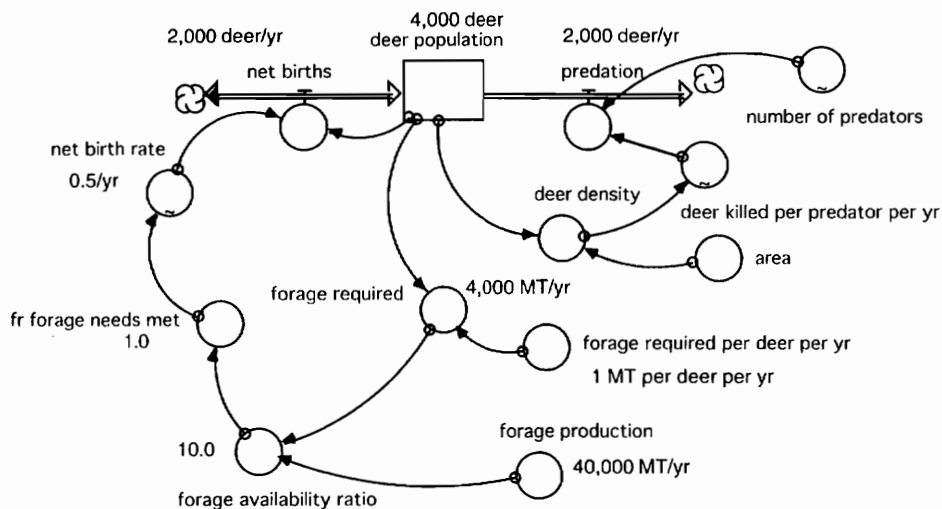 4,000 deer
deer population
2,000 deer/yr
net births
2,000 deer/yr
predation
number of predators
net birth rate
0.5/yr
deer density
deer killed per predator per yr
area
forage required
4,000 MT/yr
fr forage needs met
1.0
forage required per deer per yr
1 MT per deer per yr
10.0
forage production
40,000 MT/yr
forage availability ratio
~
~
~